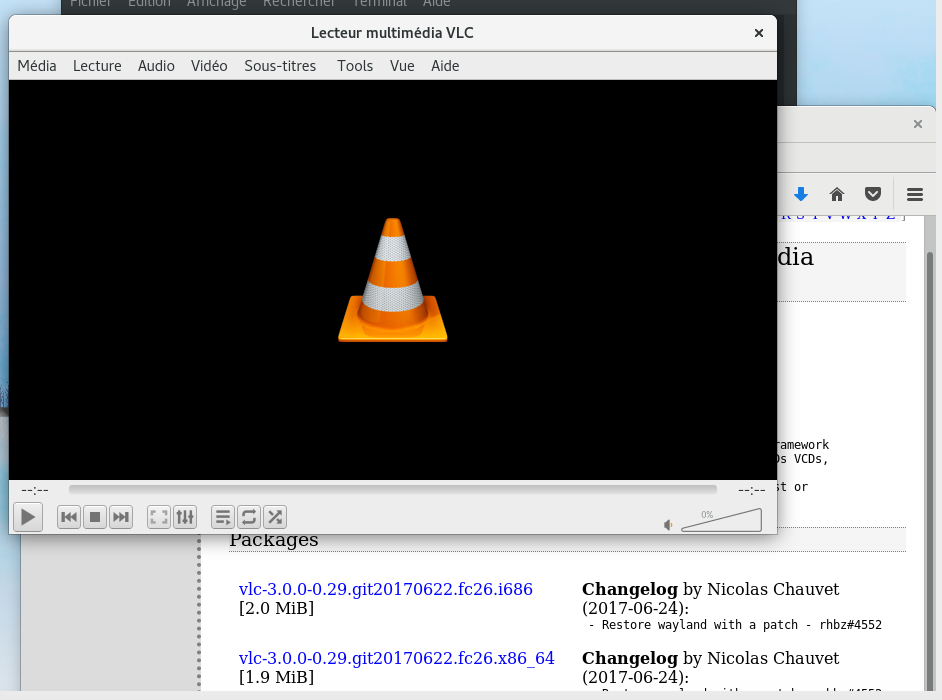 Fichier Édition Affichage Rechercher Terminal Aide
Lecteur multimédia VLC
Média Lecture Audio Vidéo Sous-titres Tools Vue Aide
dia
ramework
s VCDs,
st or
--:-- --:--
0%
Packages
vlc-3.0.0-0.29.git20170622.fc26.i686
[2.0 MiB]
Changelog by Nicolas Chauvet
(2017-06-24):
- Restore wayland with a patch - rhbz#4552
vlc-3.0.0-0.29.git20170622.fc26.x86_64
[1.9 MiB]
Changelog by Nicolas Chauvet
(2017-06-24):